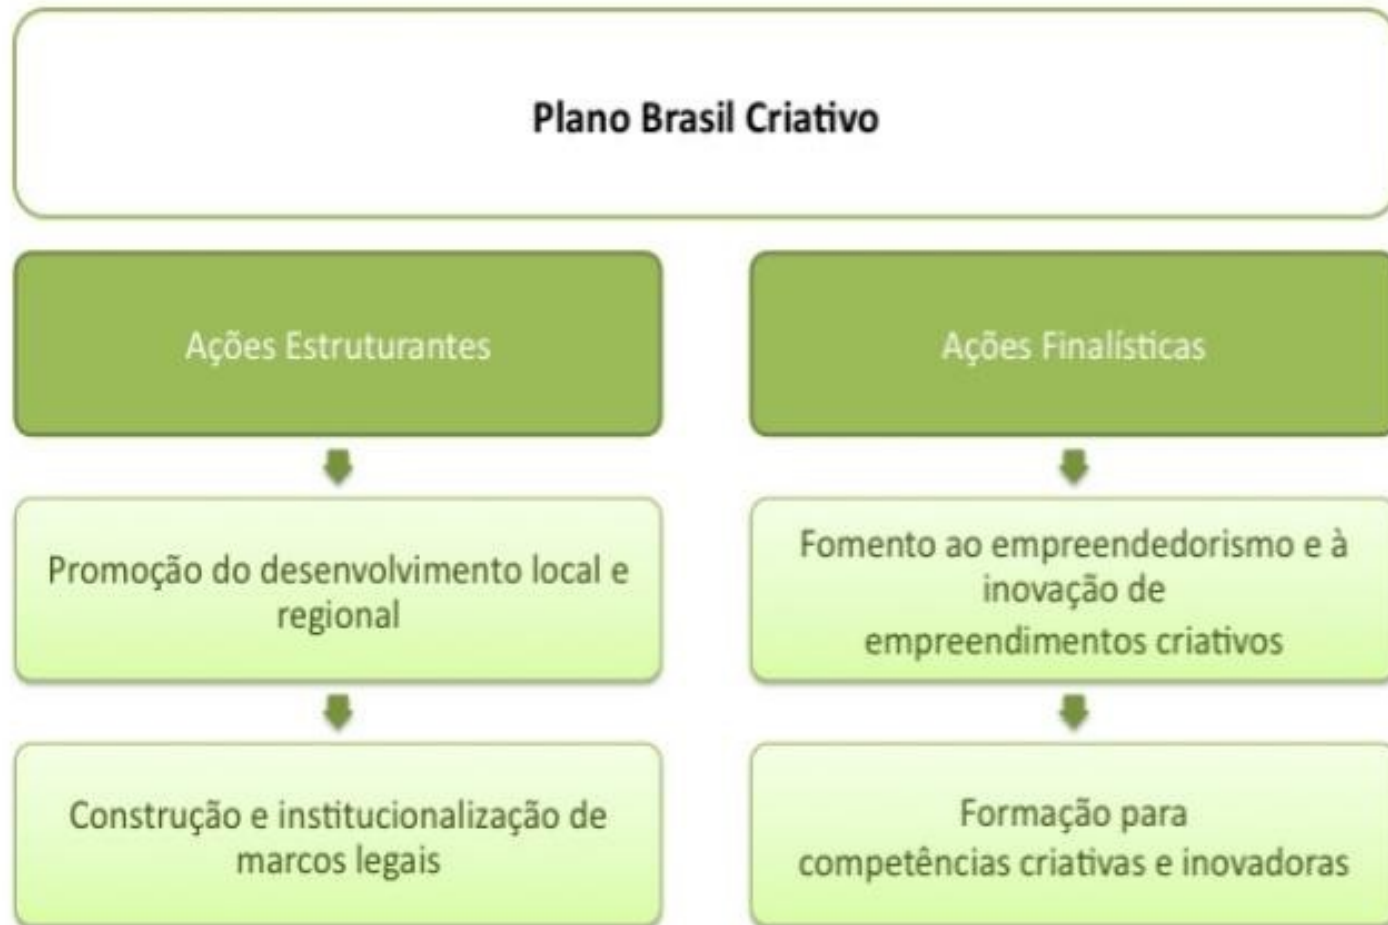 Plano Brasil Criativo
Ações Estruturantes
Ações Finalísticas
Promoção do desenvolvimento local e
regional
Fomento ao empreendedorismo e à
inovação de
empreendimentos criativos
Construção e institucionalização de
marcos legais
Formação para
competências criativas e inovadoras